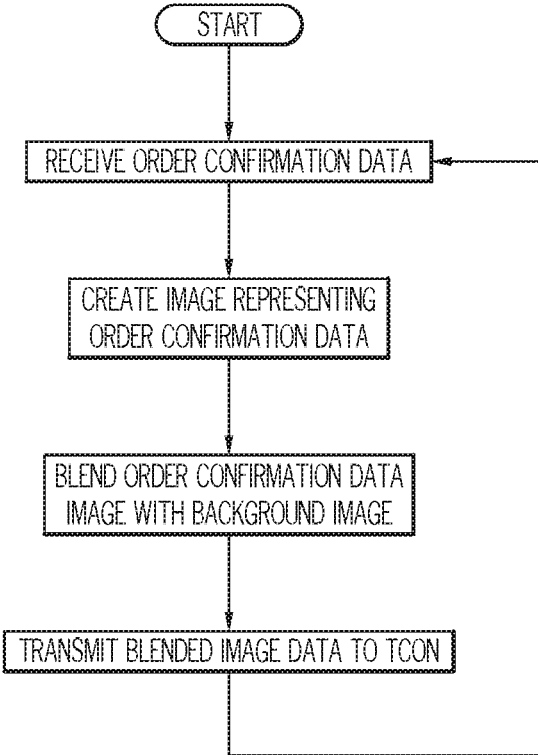 START
RECEIVE ORDER CONFIRMATION DATA
CREATE IMAGE REPRESENTING
ORDER CONFIRMATION DATA
BLEND ORDER CONFIRMATION DATA
IMAGE WITH BACKGROUND IMAGE
TRANSMIT BLENDED IMAGE DATA TO TCON